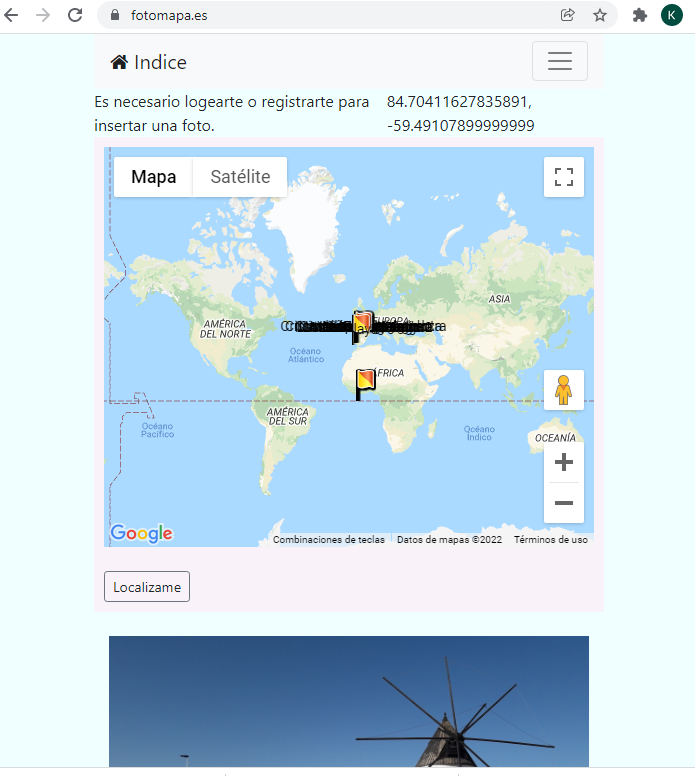 fotomapa.es
K
Indice
Es necesario logearte o registrarte para
insertar una foto.
84.70411627835891,
-59.49107899999999
Mapa
Satélite
ASIA
EUROPA
AMÉRICA
DEL NORTE
Océano
Atlántico
ÁFRICA
AMÉRICA
DEL SUR
Océano
Pacífico
Océano
Índico
OCEANÍA
Google
Combinaciones de teclas
Datos de mapas ©2022
Términos de uso
Localizame